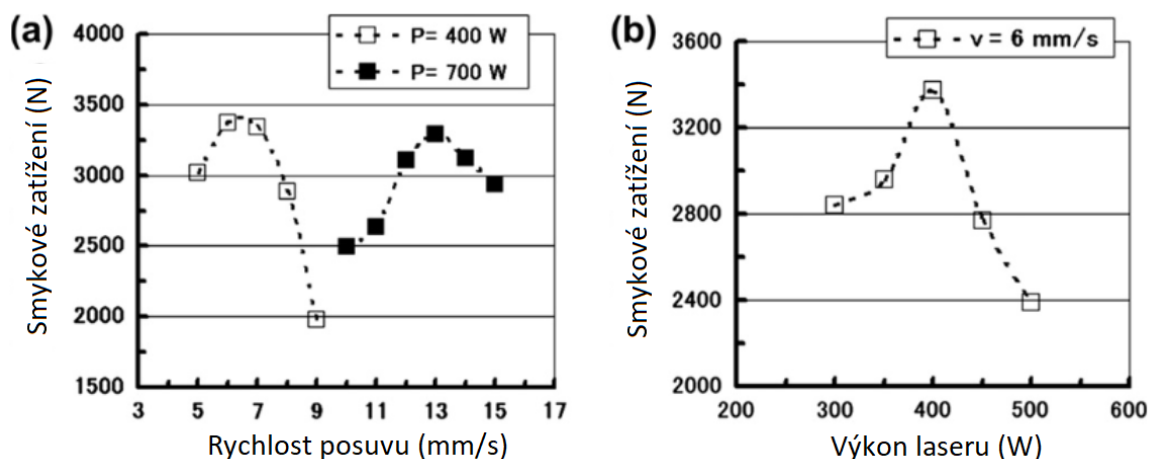 (a)
P= 400 W
P= 700 W
Smykové zatížení (N)
4000
3500
3000
2500
2000
1500
3 5 7 9 11 13 15 17
Rychlost posuvu (mm/s)
(b)
v = 6 mm/s
Smykové zatížení (N)
3600
3200
2800
2400
2000
200 300 400 500 600
Výkon laseru (W)